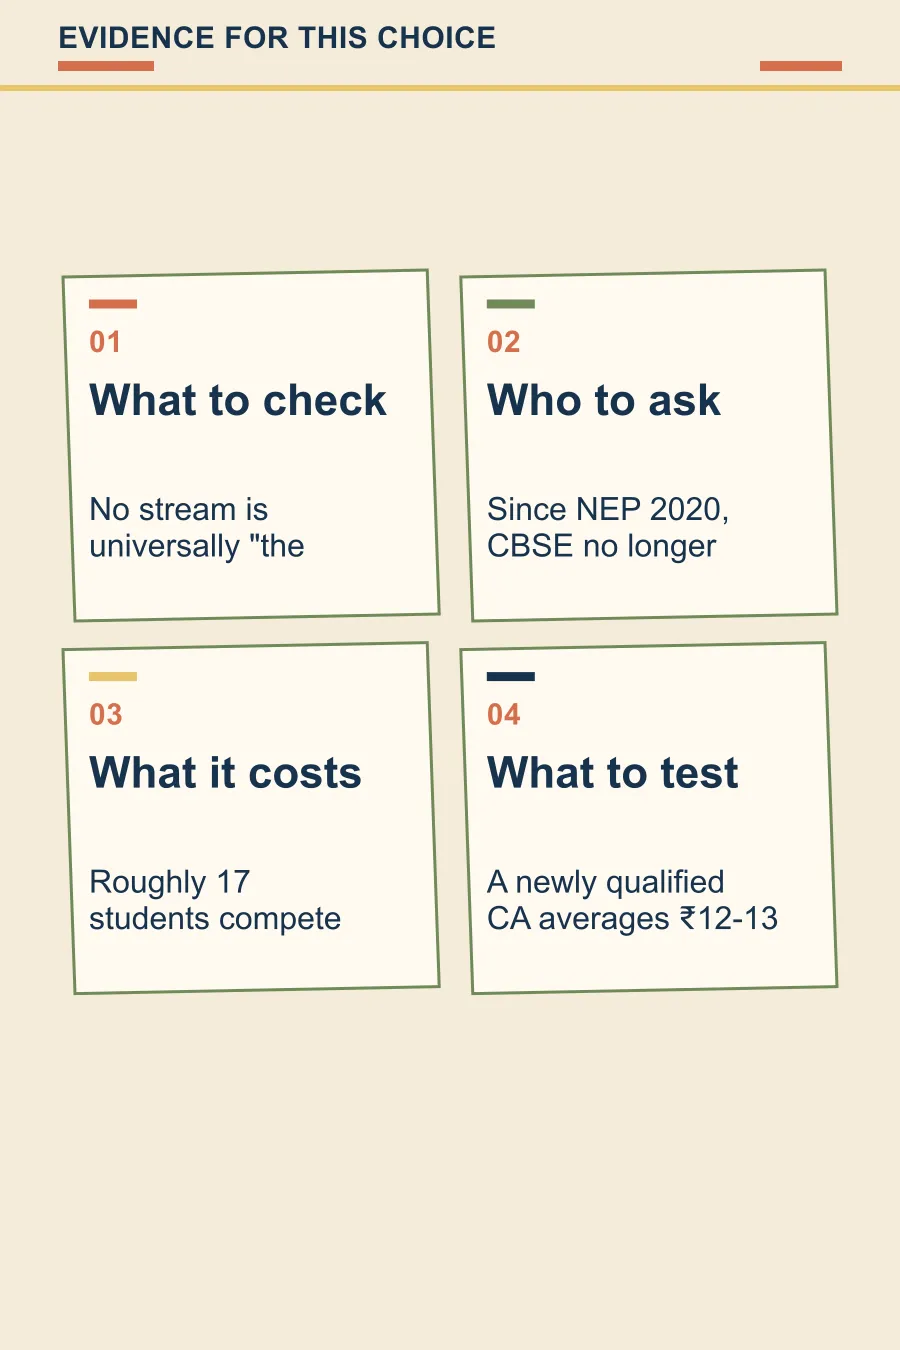 EVIDENCE FOR THIS CHOICE
01
What to check
No stream is
universally "the
02
Who to ask
Since NEP 2020,
CBSE no longer
03
What it costs
Roughly 17
students compete
04
What to test
A newly qualified
CA averages ₹12-13